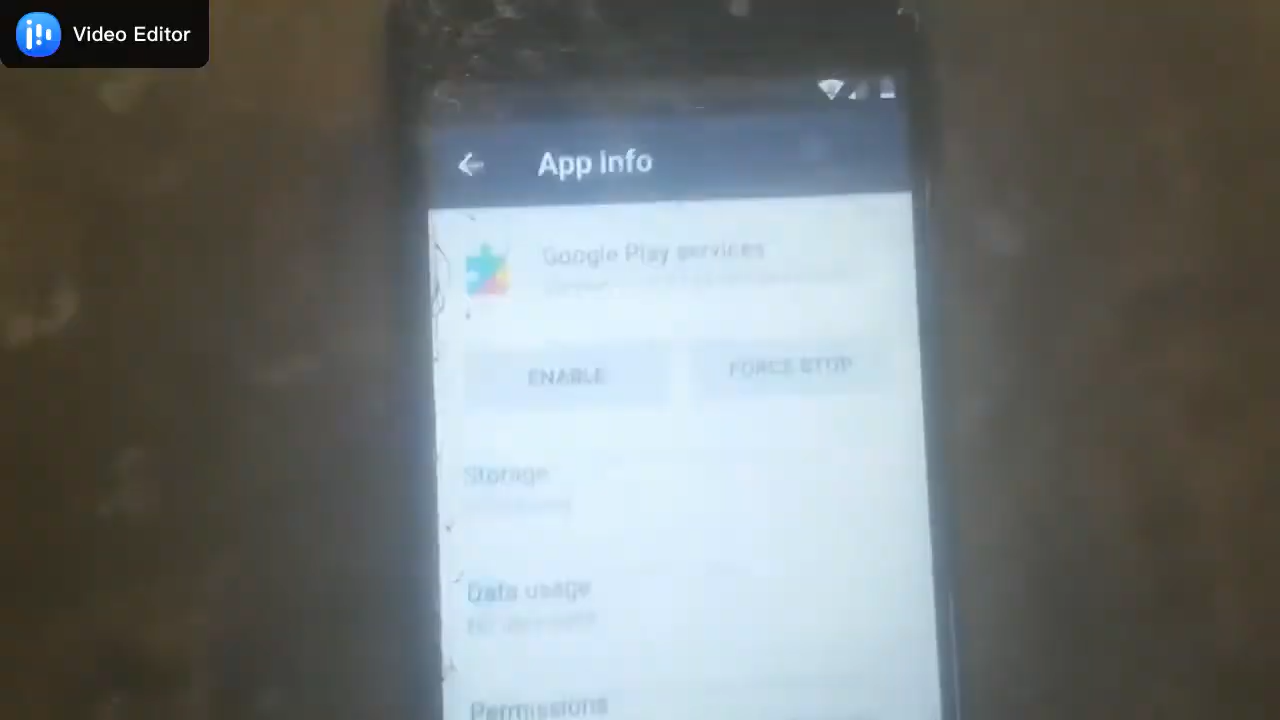 Video Editor
App info
Google Play services
ENABLE
FORCE STOP
Storage
Data usage
Permissions